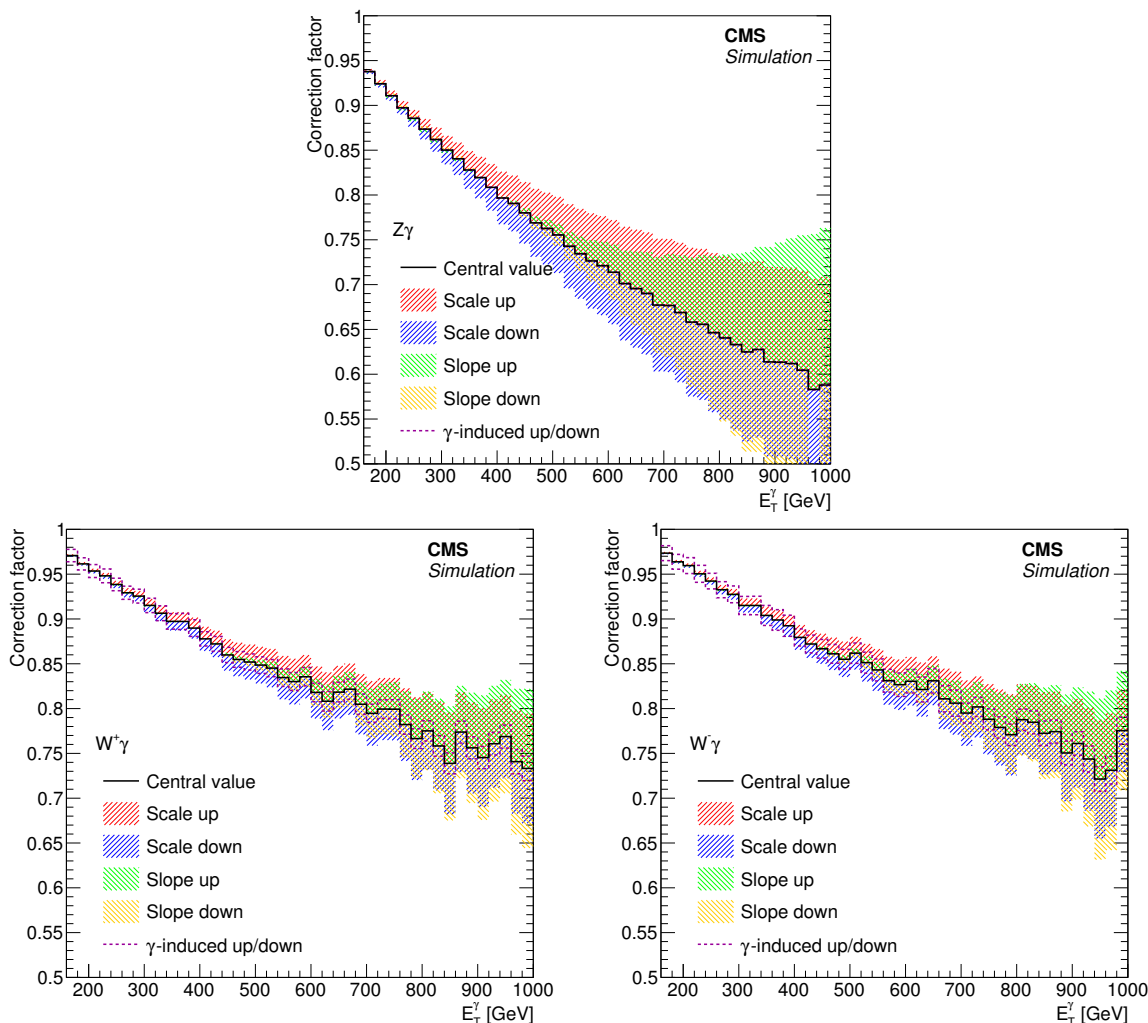 Correction factor
1
0.95
0.9
0.85
0.8
0.75
0.7
0.65
0.6
0.55
0.5
CMS
Simulation
Zγ
Central value
Scale up
Scale down
Slope up
Slope down
γ-induced up/down
200 300 400 500 600 700 800 900 1000
E_T^γ [GeV]
Correction factor
1
0.95
0.9
0.85
0.8
0.75
0.7
0.65
0.6
0.55
0.5
CMS
Simulation
W⁺γ
Central value
Scale up
Scale down
Slope up
Slope down
γ-induced up/down
200 300 400 500 600 700 800 900 1000
E_T^γ [GeV]
Correction factor
1
0.95
0.9
0.85
0.8
0.75
0.7
0.65
0.6
0.55
0.5
CMS
Simulation
W⁻γ
Central value
Scale up
Scale down
Slope up
Slope down
γ-induced up/down
200 300 400 500 600 700 800 900 1000
E_T^γ [GeV]